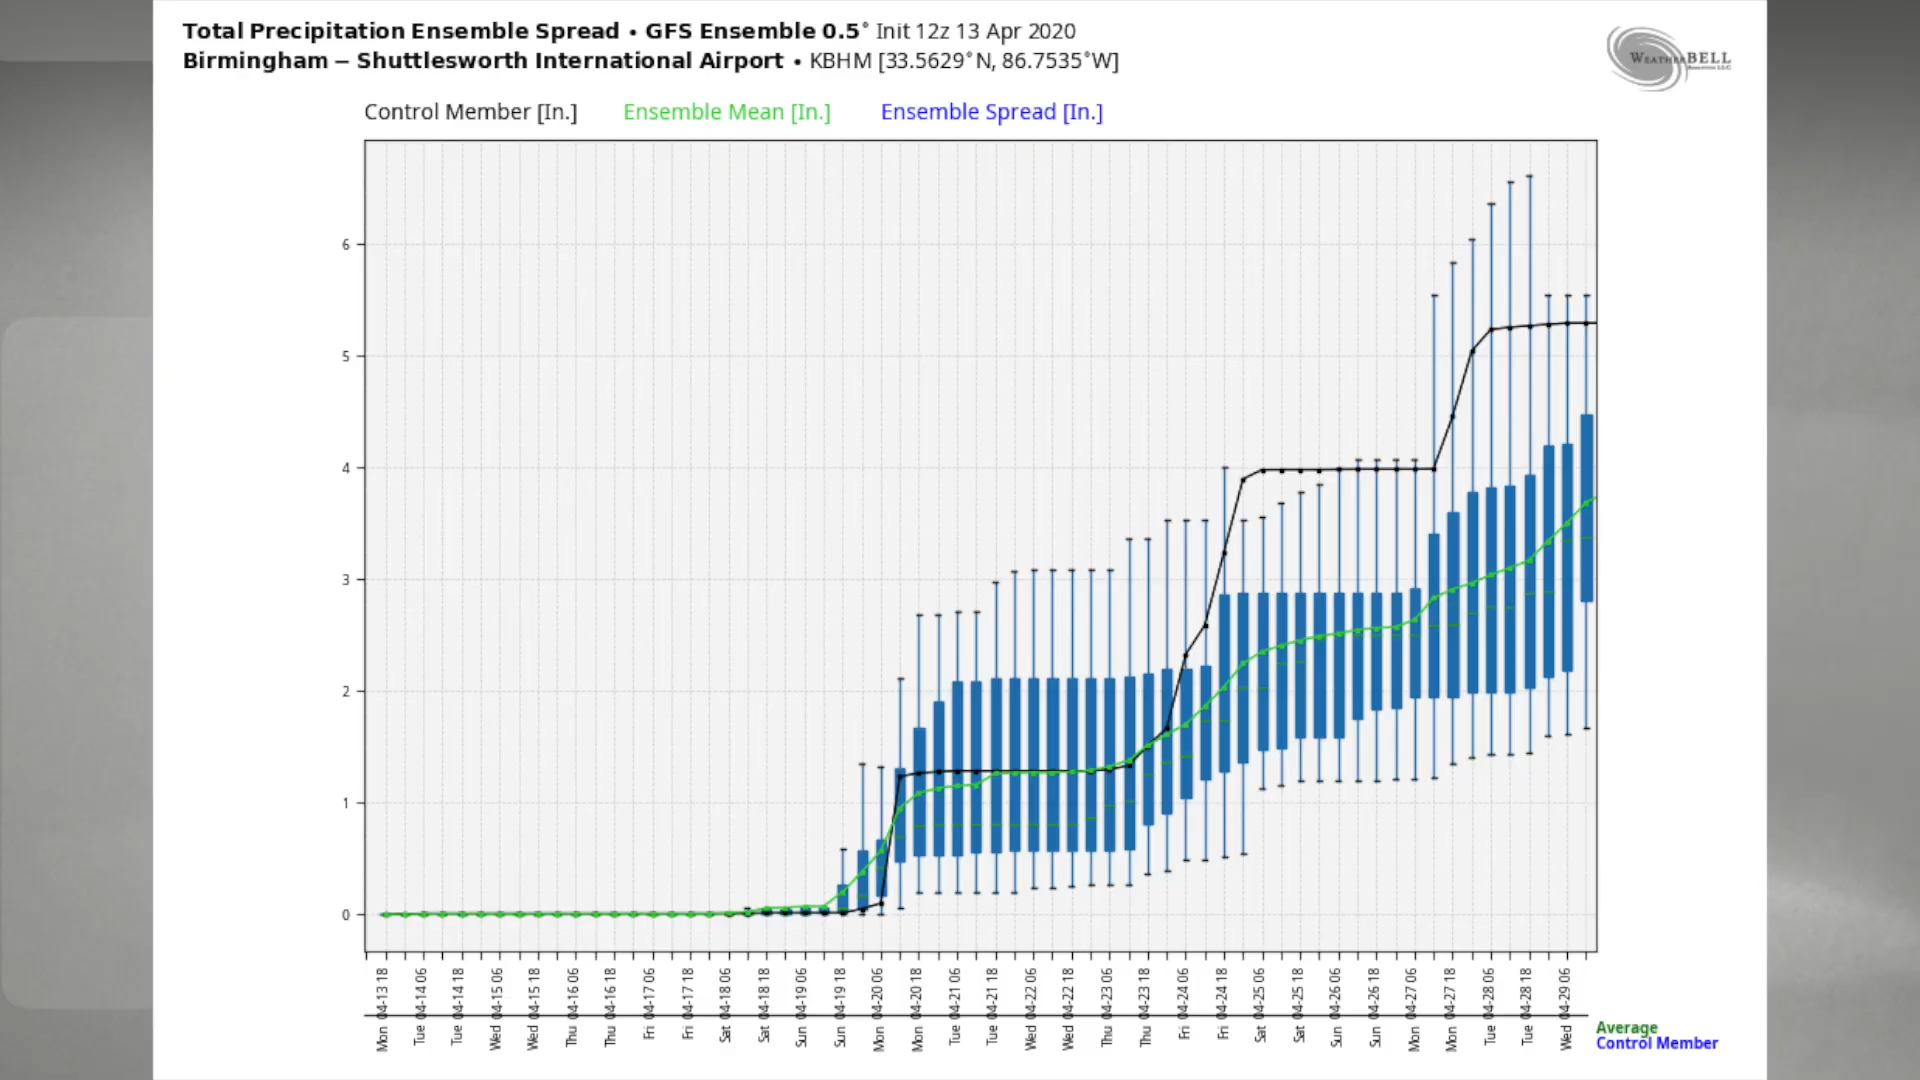 Total Precipitation Ensemble Spread • GFS Ensemble 0.5° Init 12z 13 Apr 2020
Birmingham – Shuttlesworth International Airport • KBHM [33.5629°N, 86.7535°W]
WEATHERBELL
Control Member [In.] Ensemble Mean [In.] Ensemble Spread [In.]
6
5
4
3
2
1
0
Mon 04-13 18
Tue 04-14 06
Tue 04-14 18
Wed 04-15 06
Wed 04-15 18
Thu 04-16 06
Thu 04-16 18
Fri 04-17 06
Fri 04-17 18
Sat 04-18 06
Sat 04-18 18
Sun 04-19 06
Sun 04-19 18
Mon 04-20 06
Mon 04-20 18
Tue 04-21 06
Tue 04-21 18
Wed 04-22 06
Wed 04-22 18
Thu 04-23 06
Thu 04-23 18
Fri 04-24 06
Fri 04-24 18
Sat 04-25 06
Sat 04-25 18
Sun 04-26 06
Sun 04-26 18
Mon 04-27 06
Mon 04-27 18
Tue 04-28 06
Tue 04-28 18
Wed 04-29 06
Average
Control Member